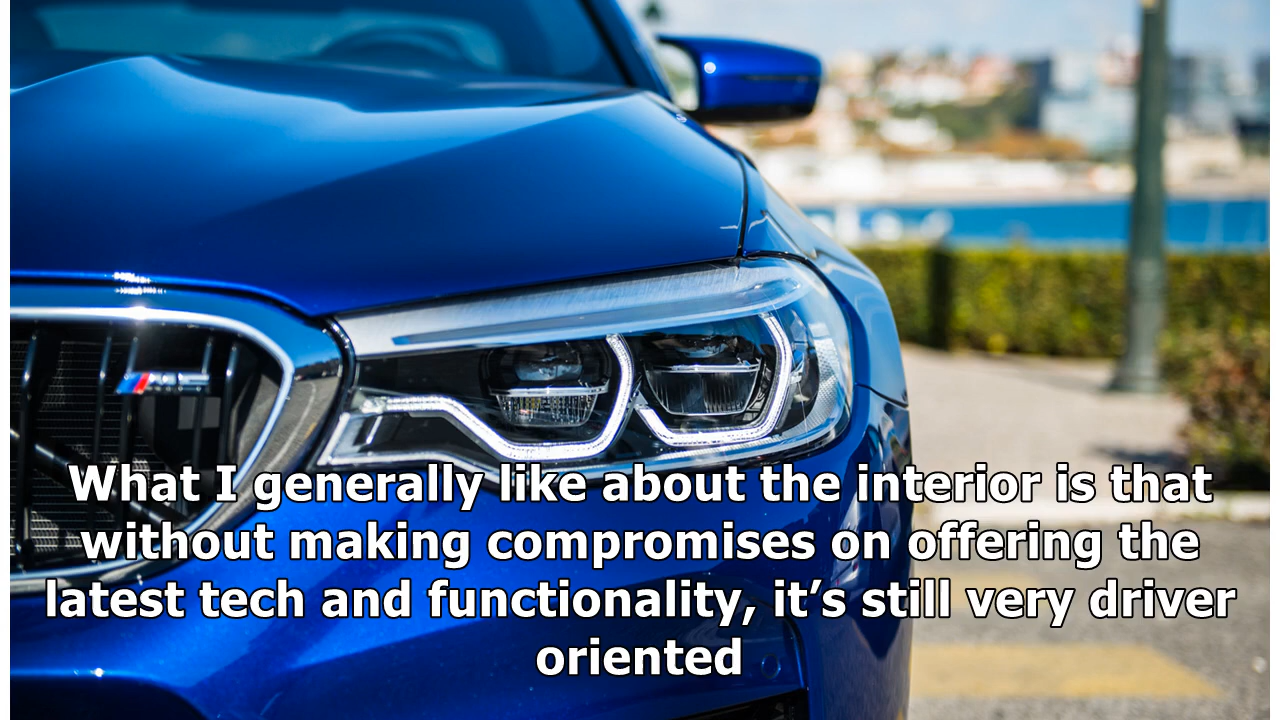 M5
What I generally like about the interior is that
without making compromises on offering the
latest tech and functionality, it’s still very driver
oriented